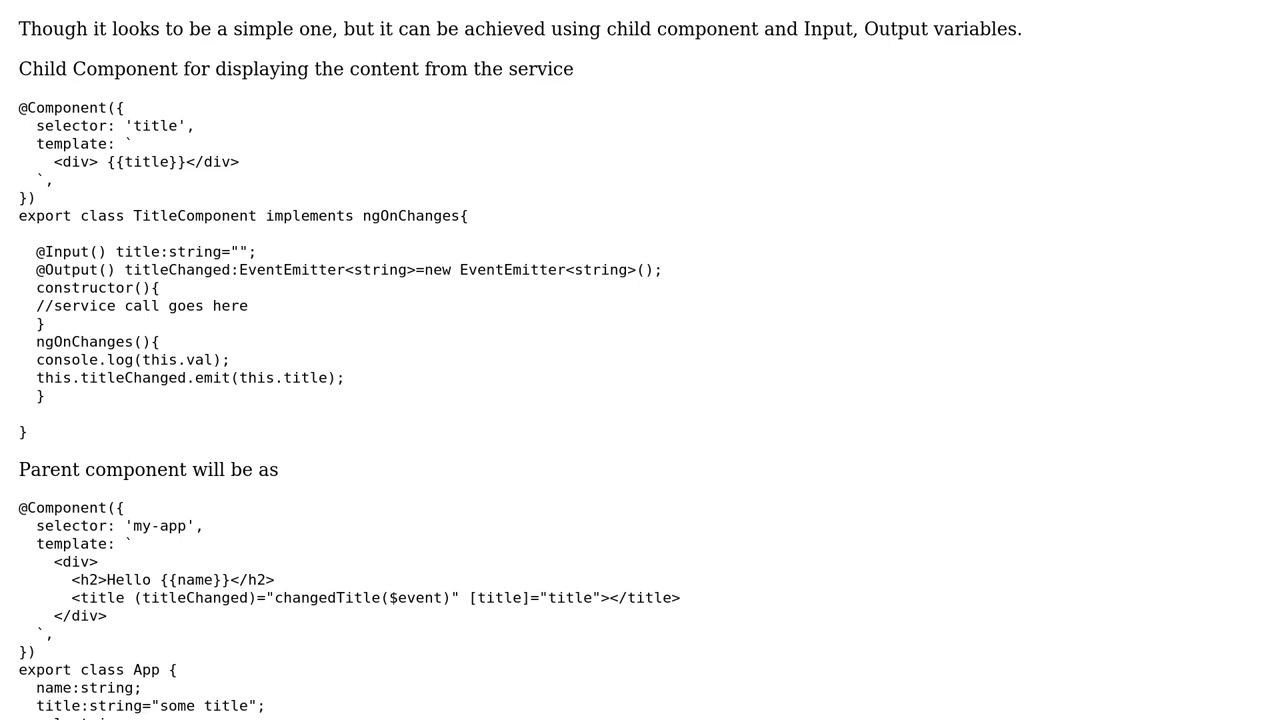 Though it looks to be a simple one, but it can be achieved using child component and Input, Output variables.
Child Component for displaying the content from the service
@Component({
  selector: 'title',
  template: `
    <div> {{title}}</div>
  `,
})
export class TitleComponent implements ngOnChanges{

  @Input() title:string="";
  @Output() titleChanged:EventEmitter<string>=new EventEmitter<string>();
  constructor(){
  //service call goes here
  }
  ngOnChanges(){
  console.log(this.val);
  this.titleChanged.emit(this.title);
  }

}
Parent component will be as
@Component({
  selector: 'my-app',
  template: `
    <div>
      <h2>Hello {{name}}</h2>
      <title (titleChanged)="changedTitle($event)" [title]="title"></title>
    </div>
  `,
})
export class App {
  name:string;
  title:string="some title";